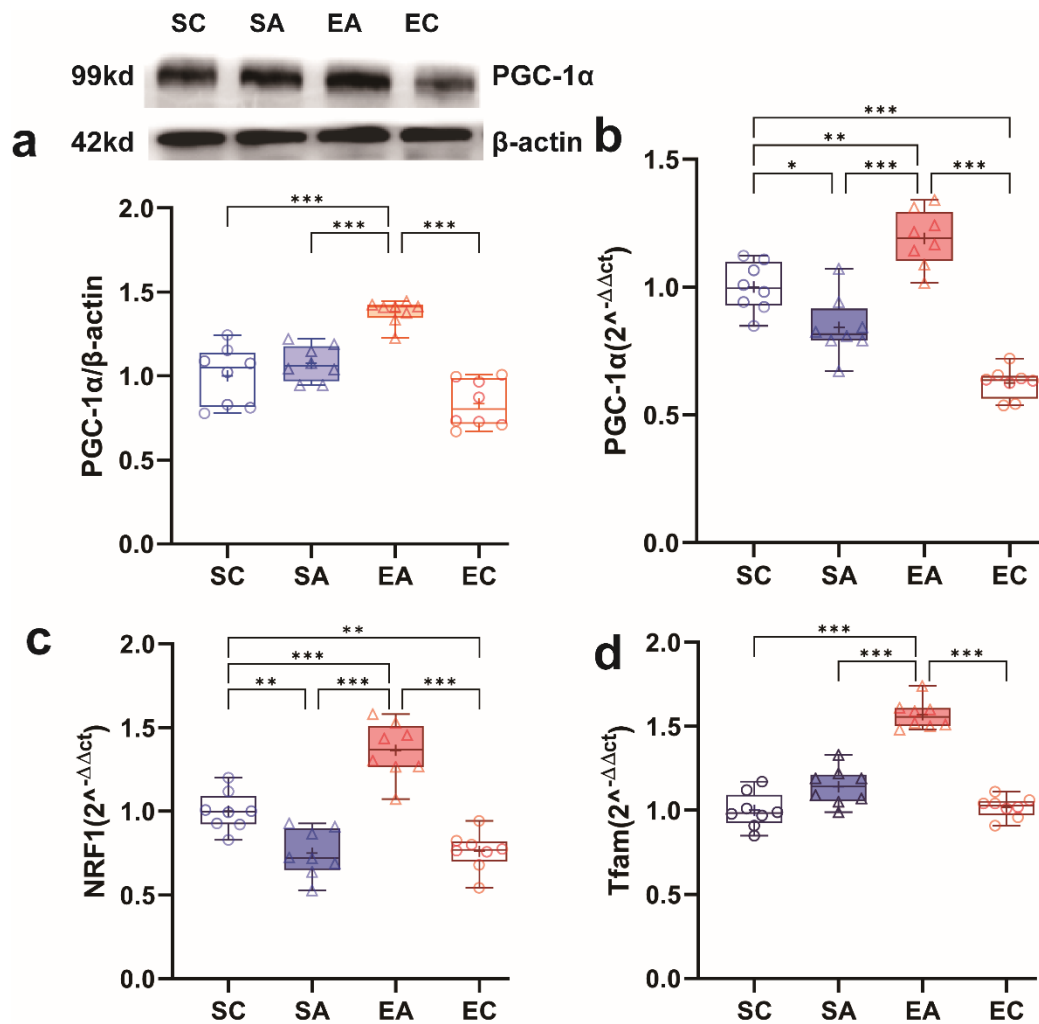 SC SA EA EC
99kd PGC-1α
a 42kd β-actin
PGC-1α/β-actin
2.0
1.5
1.0
0.5
0.0
***
*** ***
SC SA EA EC
b
PGC-1α(2^-ΔΔct)
1.5
1.0
0.5
0.0
***
**
* *** ***
SC SA EA EC
c
NRF1(2^-ΔΔct)
2.0
1.5
1.0
0.5
0.0
**
***
** *** ***
SC SA EA EC
d
Tfam(2^-ΔΔct)
2.0
1.5
1.0
0.5
0.0
***
*** ***
SC SA EA EC